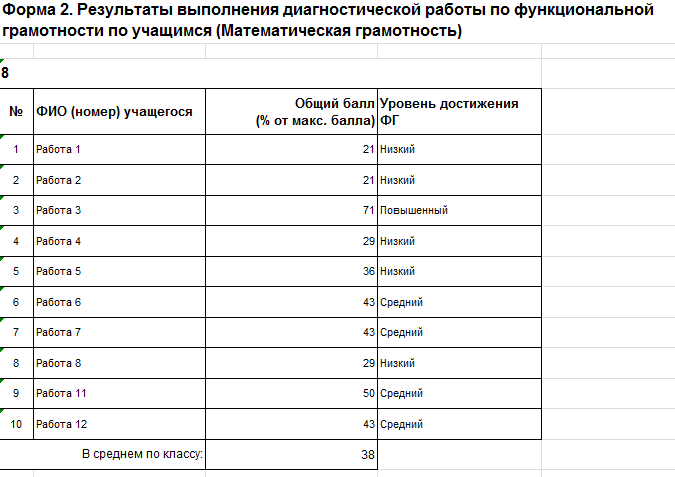 Форма 2. Результаты выполнения диагностической работы по функциональной
грамотности по учащимся (Математическая грамотность)
8
№ ФИО (номер) учащегося Общий балл (% от макс. балла) Уровень достижения ФГ
1 Работа 1 21 Низкий
2 Работа 2 21 Низкий
3 Работа 3 71 Повышенный
4 Работа 4 29 Низкий
5 Работа 5 36 Низкий
6 Работа 6 43 Средний
7 Работа 7 43 Средний
8 Работа 8 29 Низкий
9 Работа 11 50 Средний
10 Работа 12 43 Средний
В среднем по классу: 38